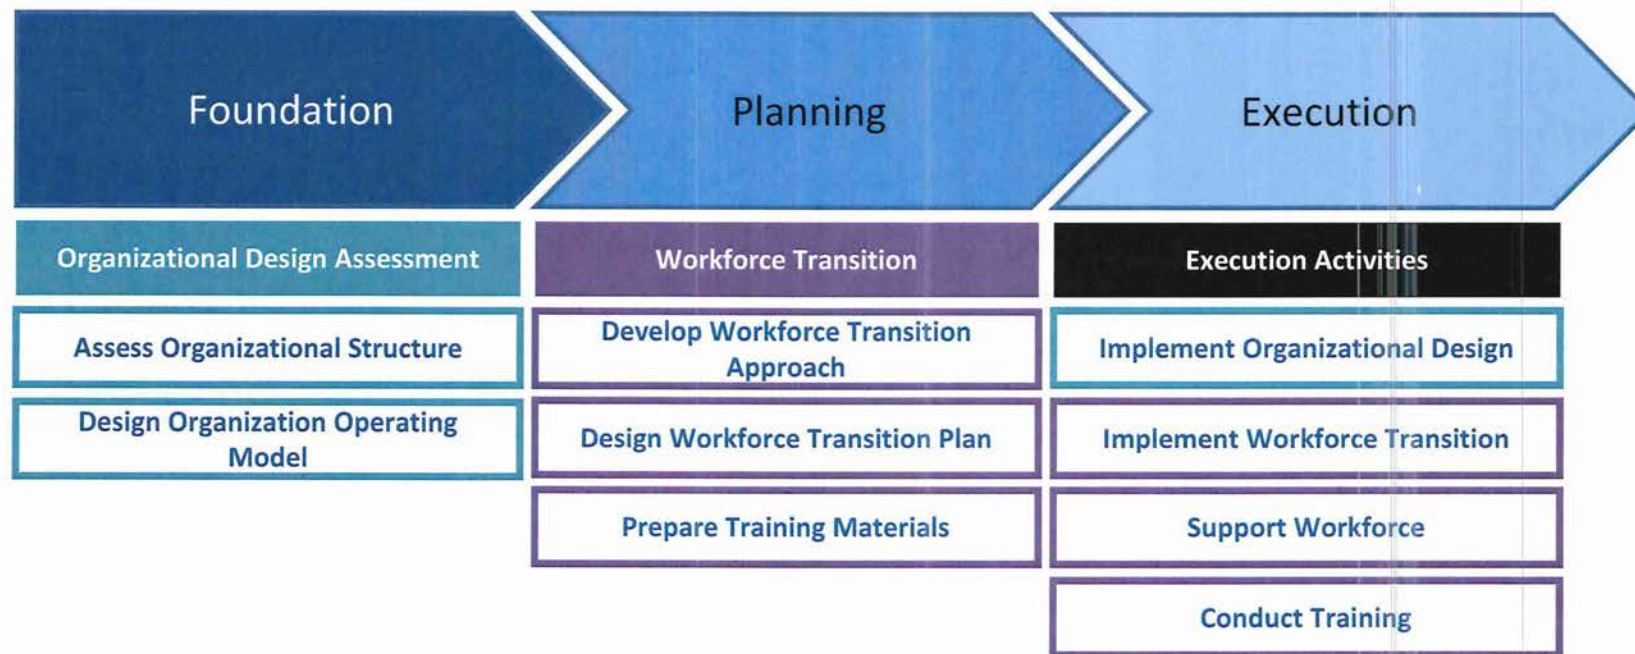 Foundation
Planning
Execution
Organizational Design Assessment
Workforce Transition
Execution Activities
Assess Organizational Structure
Design Organization Operating
Model
Develop Workforce Transition
Approach
Design Workforce Transition Plan
Prepare Training Materials
Implement Organizational Design
Implement Workforce Transition
Support Workforce
Conduct Training